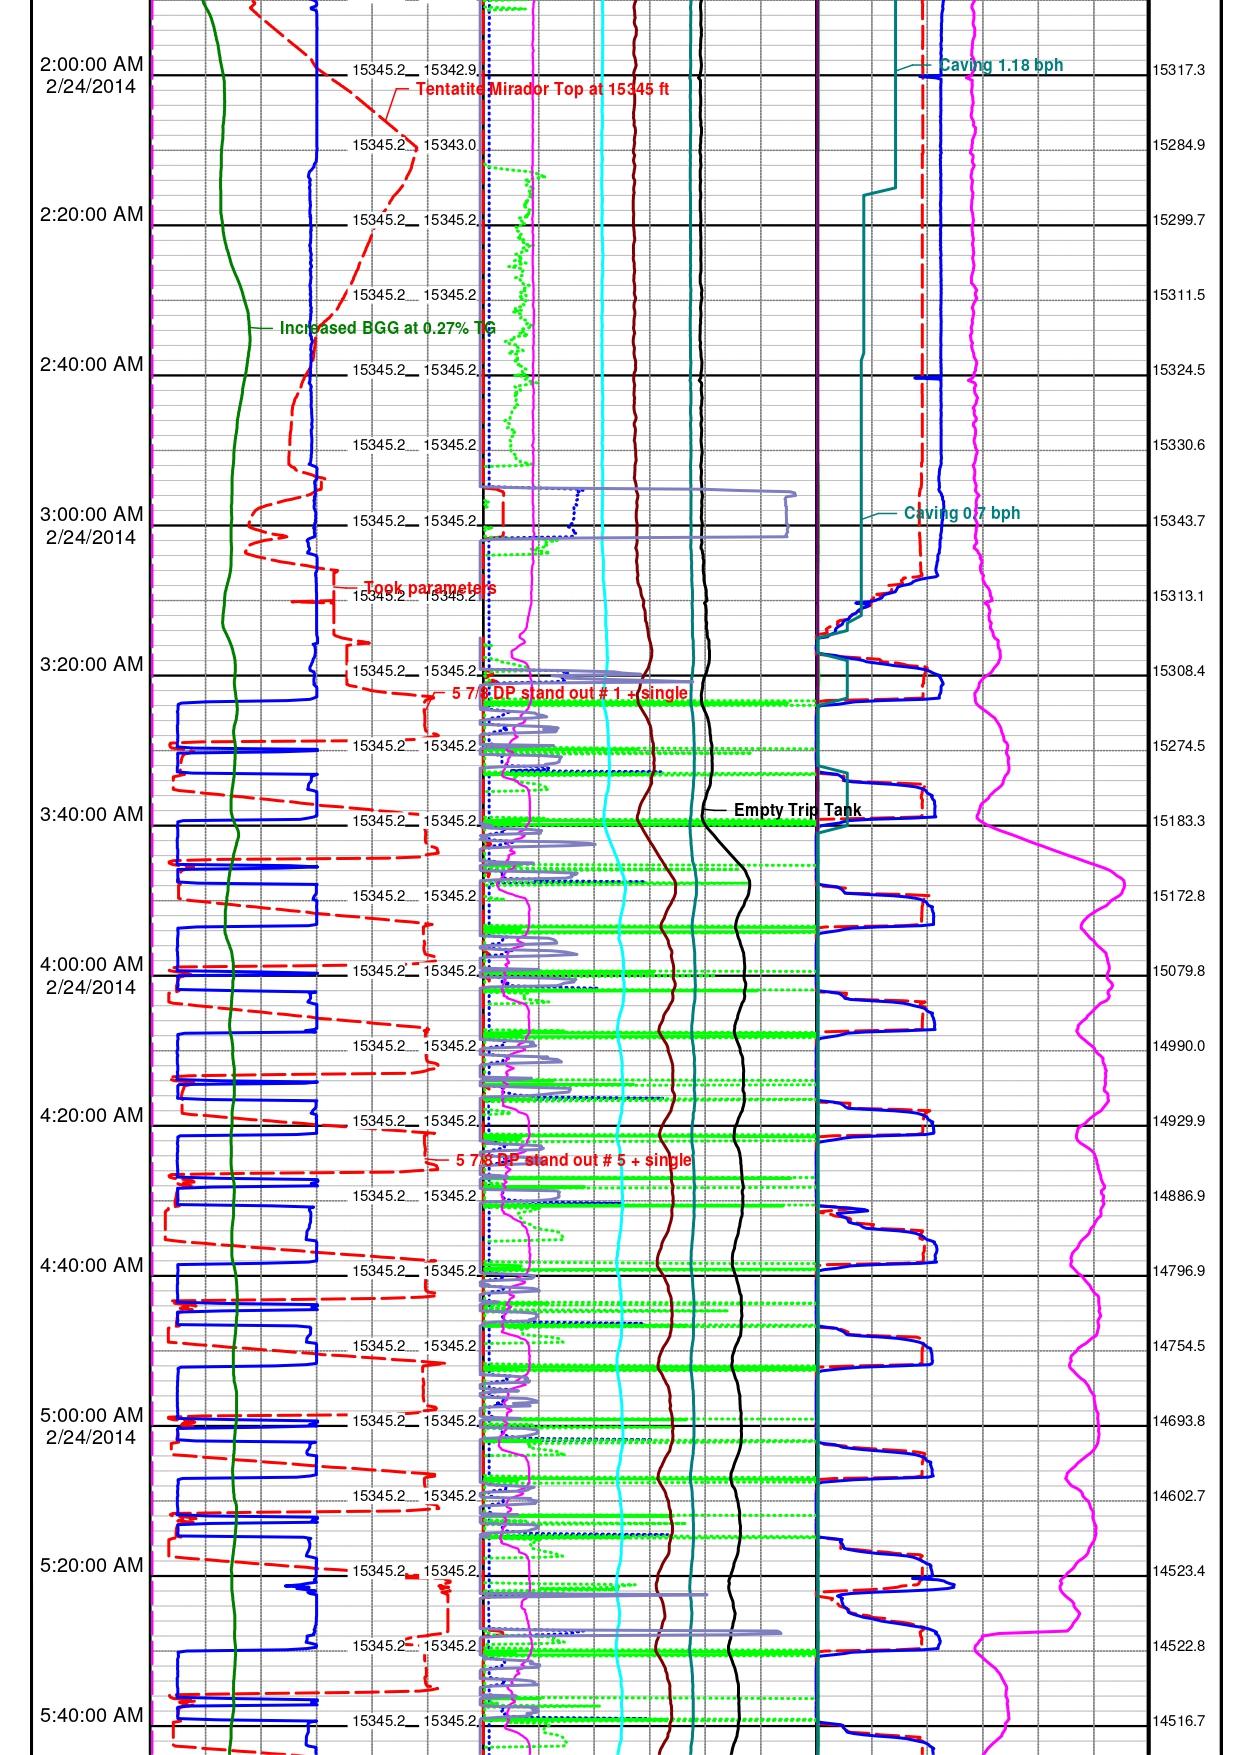 2:00:00 AM
2/24/2014
15345.2 15342.9
Caving 1.18 bph
15317.3
Tentatite Mirador Top at 15345 ft
15345.2 15343.0
15284.9
2:20:00 AM
15345.2 15345.2
15299.7
15345.2 15345.2
15311.5
Increased BGG at 0.27% TG
2:40:00 AM
15345.2 15345.2
15324.5
15345.2 15345.2
15330.6
3:00:00 AM
2/24/2014
15345.2 15345.2
Caving 0.7 bph
15343.7
Took parameters
15345.2 15345.2
15313.1
3:20:00 AM
15345.2 15345.2
15308.4
5 7/8 DP stand out # 1 + single
15345.2 15345.2
15274.5
3:40:00 AM
15345.2 15345.2
Empty Trip Tank
15183.3
15345.2 15345.2
15172.8
4:00:00 AM
2/24/2014
15345.2 15345.2
15079.8
15345.2 15345.2
14990.0
4:20:00 AM
15345.2 15345.2
14929.9
5 7/8 DP stand out # 5 + single
15345.2 15345.2
14886.9
4:40:00 AM
15345.2 15345.2
14796.9
15345.2 15345.2
14754.5
5:00:00 AM
2/24/2014
15345.2 15345.2
14693.8
15345.2 15345.2
14602.7
5:20:00 AM
15345.2 15345.2
14523.4
15345.2 15345.2
14522.8
5:40:00 AM
15345.2 15345.2
14516.7